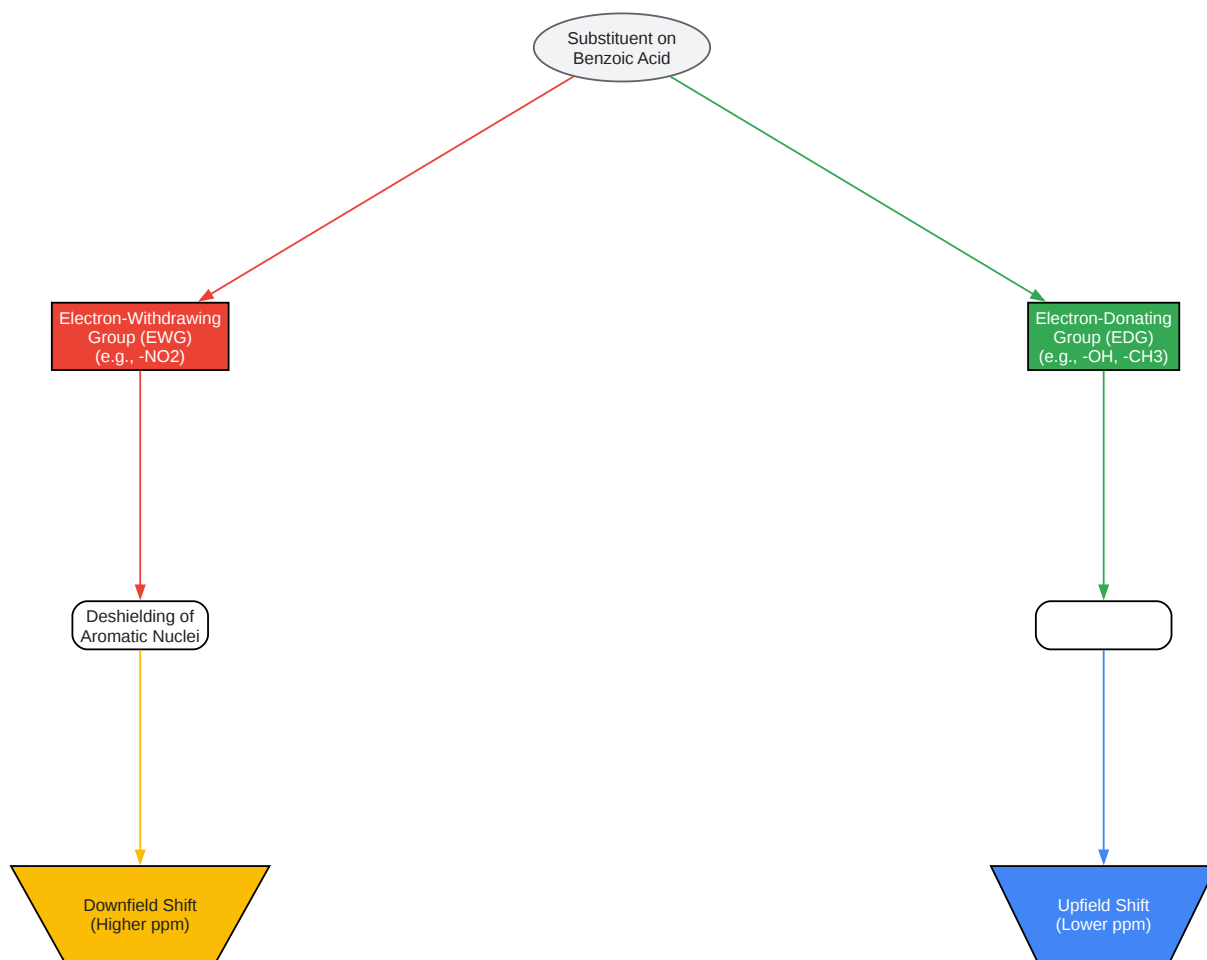 Substituent on
Benzoic Acid
Electron-Withdrawing
Group (EWG)
(e.g., -NO2)
Electron-Donating
Group (EDG)
(e.g., -OH, -CH3)
Deshielding of
Aromatic Nuclei
Downfield Shift
(Higher ppm)
Upfield Shift
(Lower ppm)